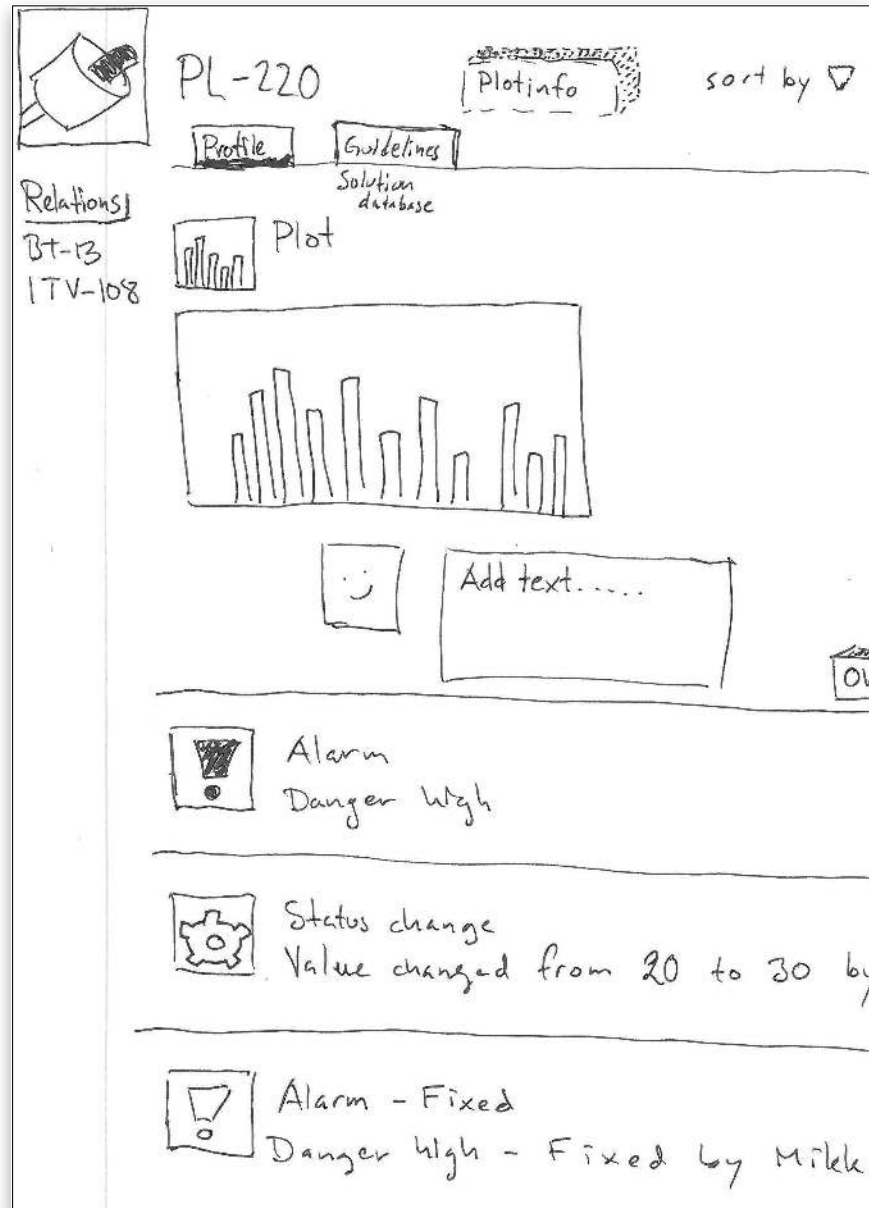 PL-220
Plotinfo
sort by
Profile
Guidelines
Solution
database
Relations
BT-13
ITV-108
Plot
Add text.....
Alarm
Danger high
Status change
Value changed from 20 to 30 by
Alarm - Fixed
Danger high - Fixed by Mikk